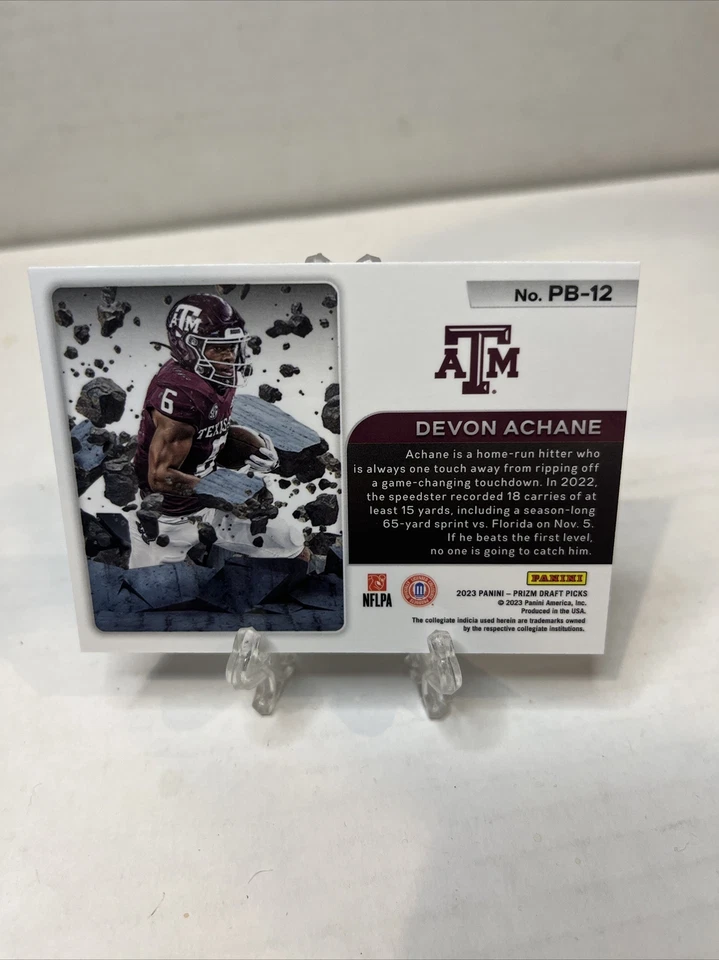 No. PB-12
ATM
DEVON ACHANE
Achane is a home-run hitter who
is always one touch away from ripping off
a game-changing touchdown. In 2022,
the speedster recorded 18 carries of at
least 15 yards, including a season-long
65-yard sprint vs. Florida on Nov. 5.
If he beats the first level,
no one is going to catch him.
ATM
6
TEXAS
PANINI
NFLPA
2023 PANINI – PRIZM DRAFT PICKS
© 2023 Panini America, Inc.
Produced in the USA.
The collegiate indicia used herein are trademarks owned
by the respective collegiate institutions.